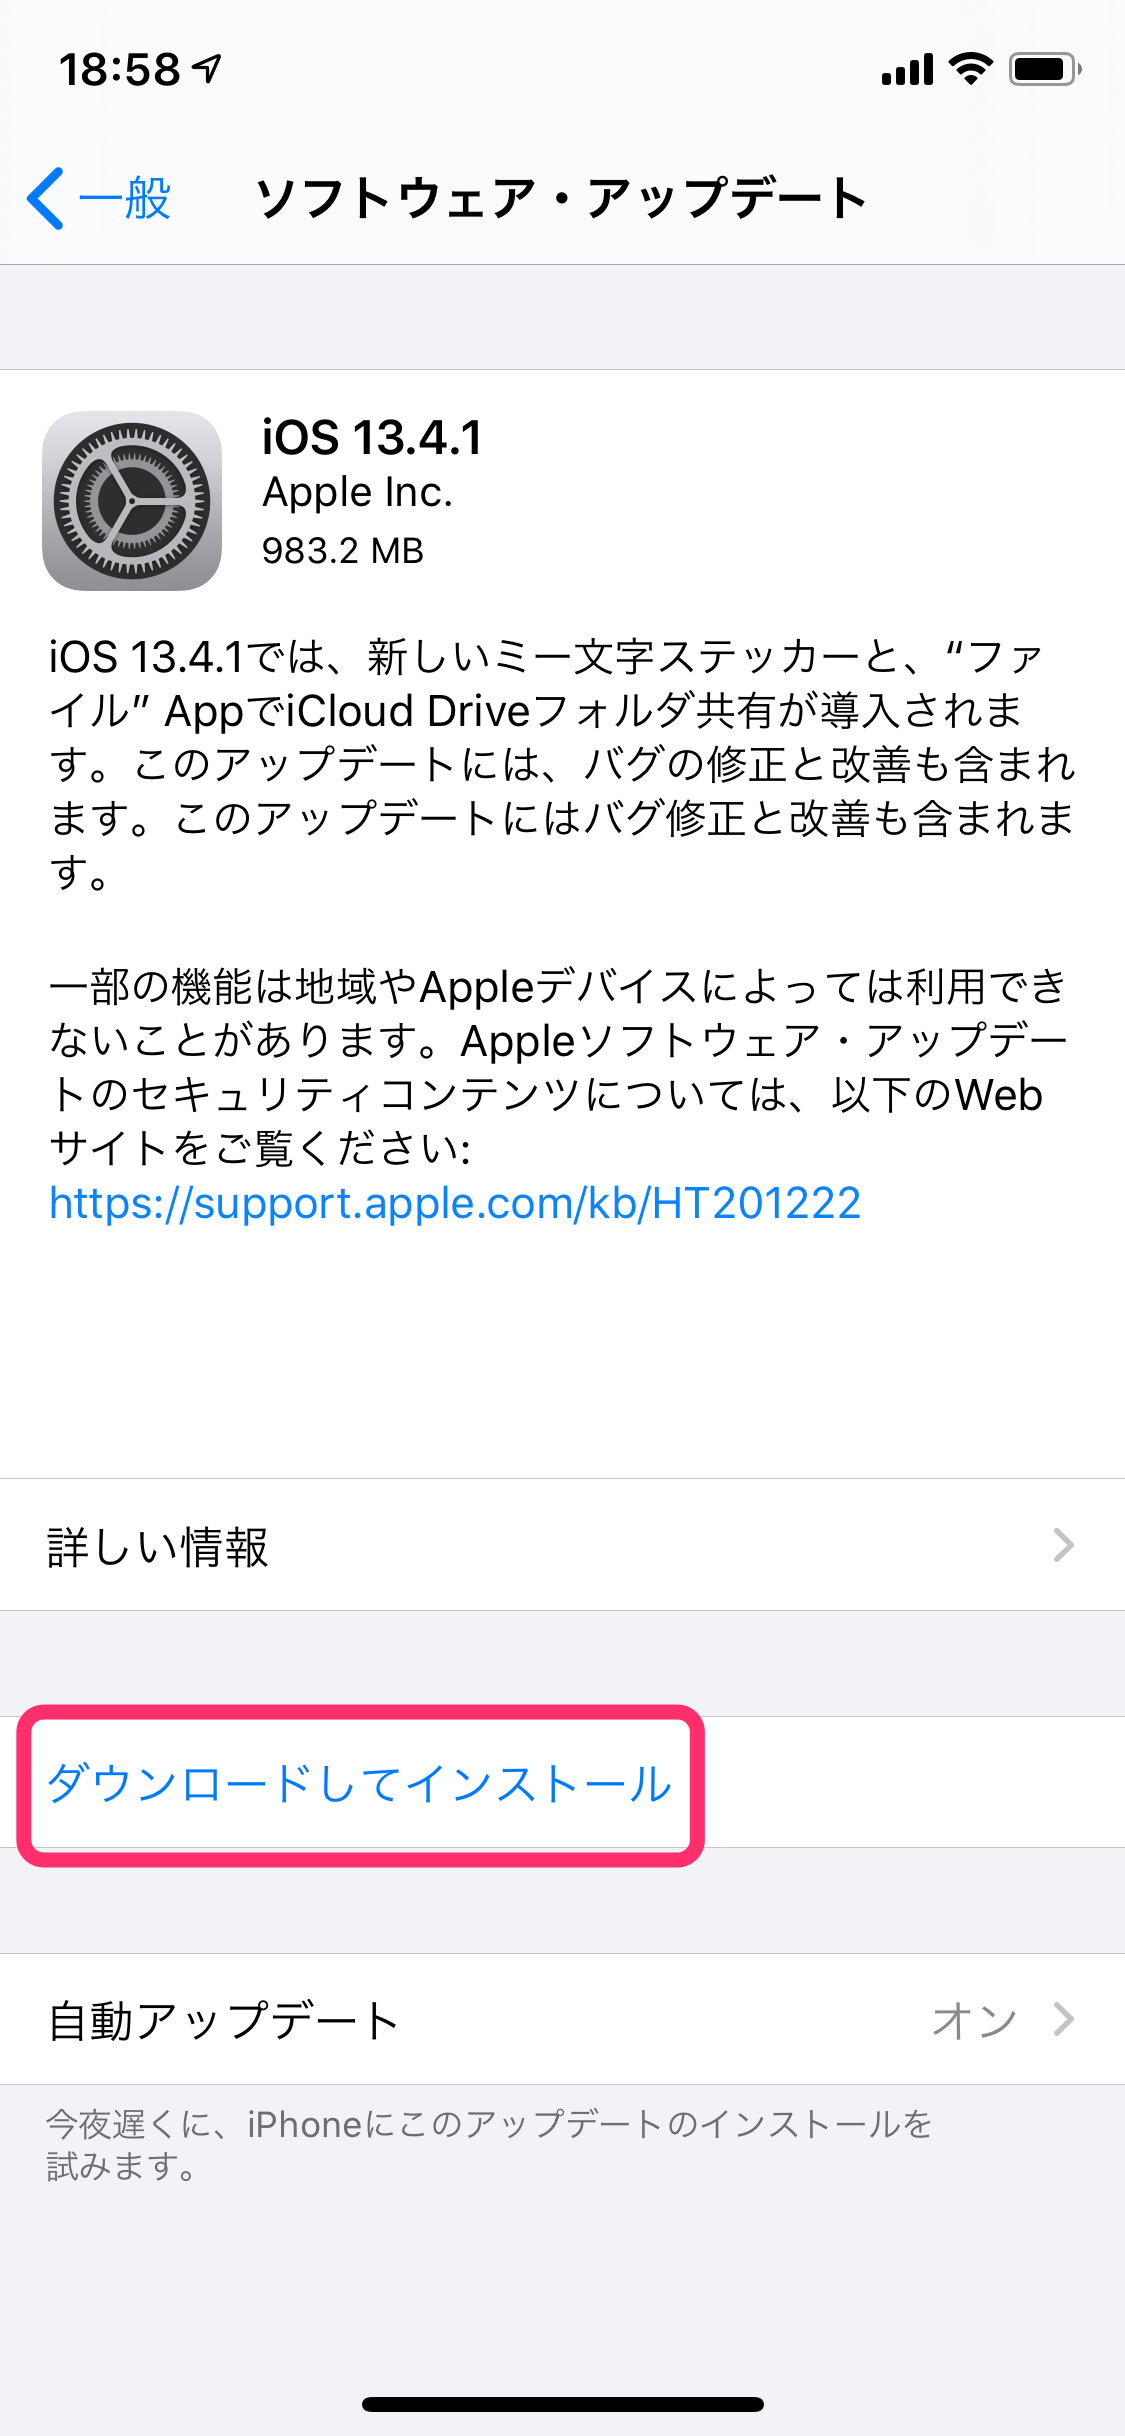 18:58
一般
ソフトウェア・アップデート
iOS 13.4.1
Apple Inc.
983.2 MB
iOS 13.4.1では、新しいミー文字ステッカーと、“ファ
イル” AppでiCloud Driveフォルダ共有が導入されま
す。このアップデートには、バグの修正と改善も含まれ
ます。このアップデートにはバグ修正と改善も含まれま
す。
一部の機能は地域やAppleデバイスによっては利用でき
ないことがあります。Appleソフトウェア・アップデー
トのセキュリティコンテンツについては、以下のWeb
サイトをご覧ください:
https://support.apple.com/kb/HT201222
詳しい情報
ダウンロードしてインストール
自動アップデート
オン
今夜遅くに、iPhoneにこのアップデートのインストールを
試みます。